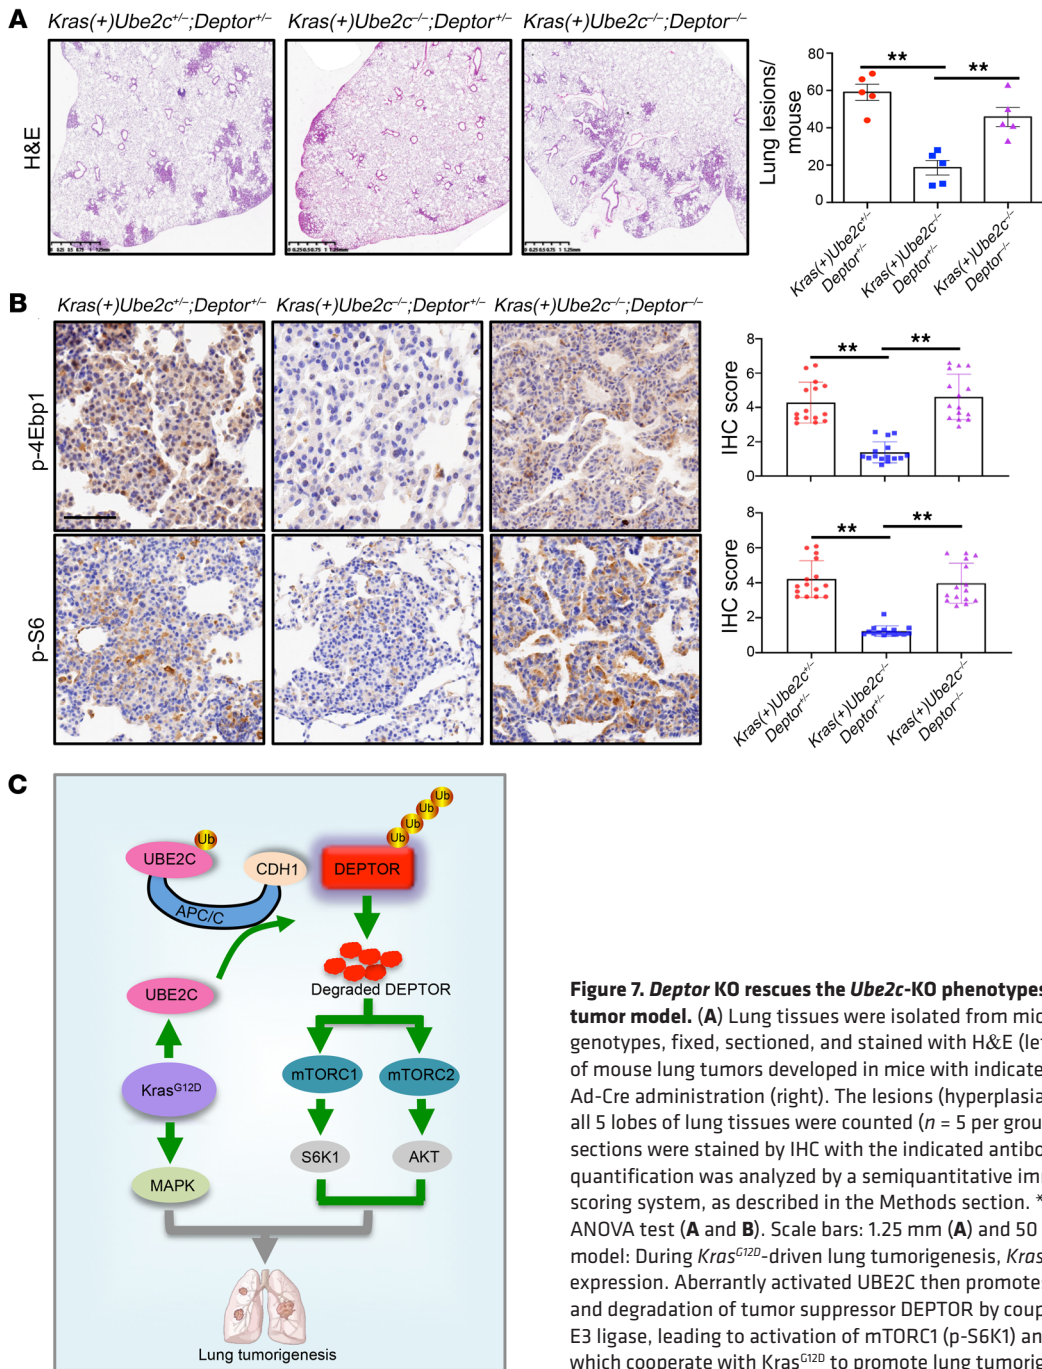 A
Kras(+)Ube2c+/–;Deptor+/– Kras(+)Ube2c–/–;Deptor+/– Kras(+)Ube2c–/–;Deptor–/–
H&E
Lung lesions/
mouse
80
60
40
20
0
** **
Kras(+)Ube2c+/–
Deptor+/–
Kras(+)Ube2c–/–
Deptor+/–
Kras(+)Ube2c–/–
Deptor–/–
B
Kras(+)Ube2c+/–;Deptor+/– Kras(+)Ube2c–/–;Deptor+/– Kras(+)Ube2c–/–;Deptor–/–
p-4Ebp1
IHC score
8
6
4
2
0
** **
p-S6
IHC score
8
6
4
2
0
** **
Kras(+)Ube2c+/–
Deptor+/–
Kras(+)Ube2c–/–
Deptor+/–
Kras(+)Ube2c–/–
Deptor–/–
C
Ub
Ub
Ub
Ub
Ub
UBE2C
CDH1
DEPTOR
APC/C
Degraded DEPTOR
UBE2C
mTORC1 mTORC2
KrasG12D
S6K1 AKT
MAPK
Lung tumorigenesis
Figure 7. Deptor KO rescues the Ube2c-KO phenotypes
tumor model. (A) Lung tissues were isolated from mic
genotypes, fixed, sectioned, and stained with H&E (let
of mouse lung tumors developed in mice with indicate
Ad-Cre administration (right). The lesions (hyperplasia
all 5 lobes of lung tissues were counted (n = 5 per grou
sections were stained by IHC with the indicated antibo
quantification was analyzed by a semiquantitative im
scoring system, as described in the Methods section. *
ANOVA test (A and B). Scale bars: 1.25 mm (A) and 50
model: During KrasG12D-driven lung tumorigenesis, Kras
expression. Aberrantly activated UBE2C then promote
and degradation of tumor suppressor DEPTOR by coup
E3 ligase, leading to activation of mTORC1 (p-S6K1) an
which cooperate with KrasG12D to promote lung tumorig